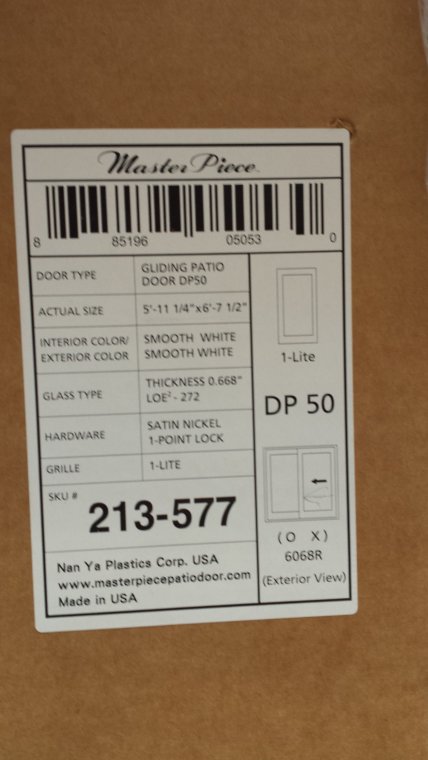 Master Piece
8 85196 05053 0
DOOR TYPE GLIDING PATIO
DOOR DP50
ACTUAL SIZE 5'-11 1/4"x6'-7 1/2"
INTERIOR COLOR/ SMOOTH WHITE
EXTERIOR COLOR SMOOTH WHITE
GLASS TYPE THICKNESS 0.668"
LOE²-272
HARDWARE SATIN NICKEL
1-POINT LOCK
GRILLE 1-LITE
SKU #
213-577
Nan Ya Plastics Corp. USA
www.masterpiecepatiodoor.com
Made in USA
1-Lite
DP 50
( O X )
6068R
(Exterior View)